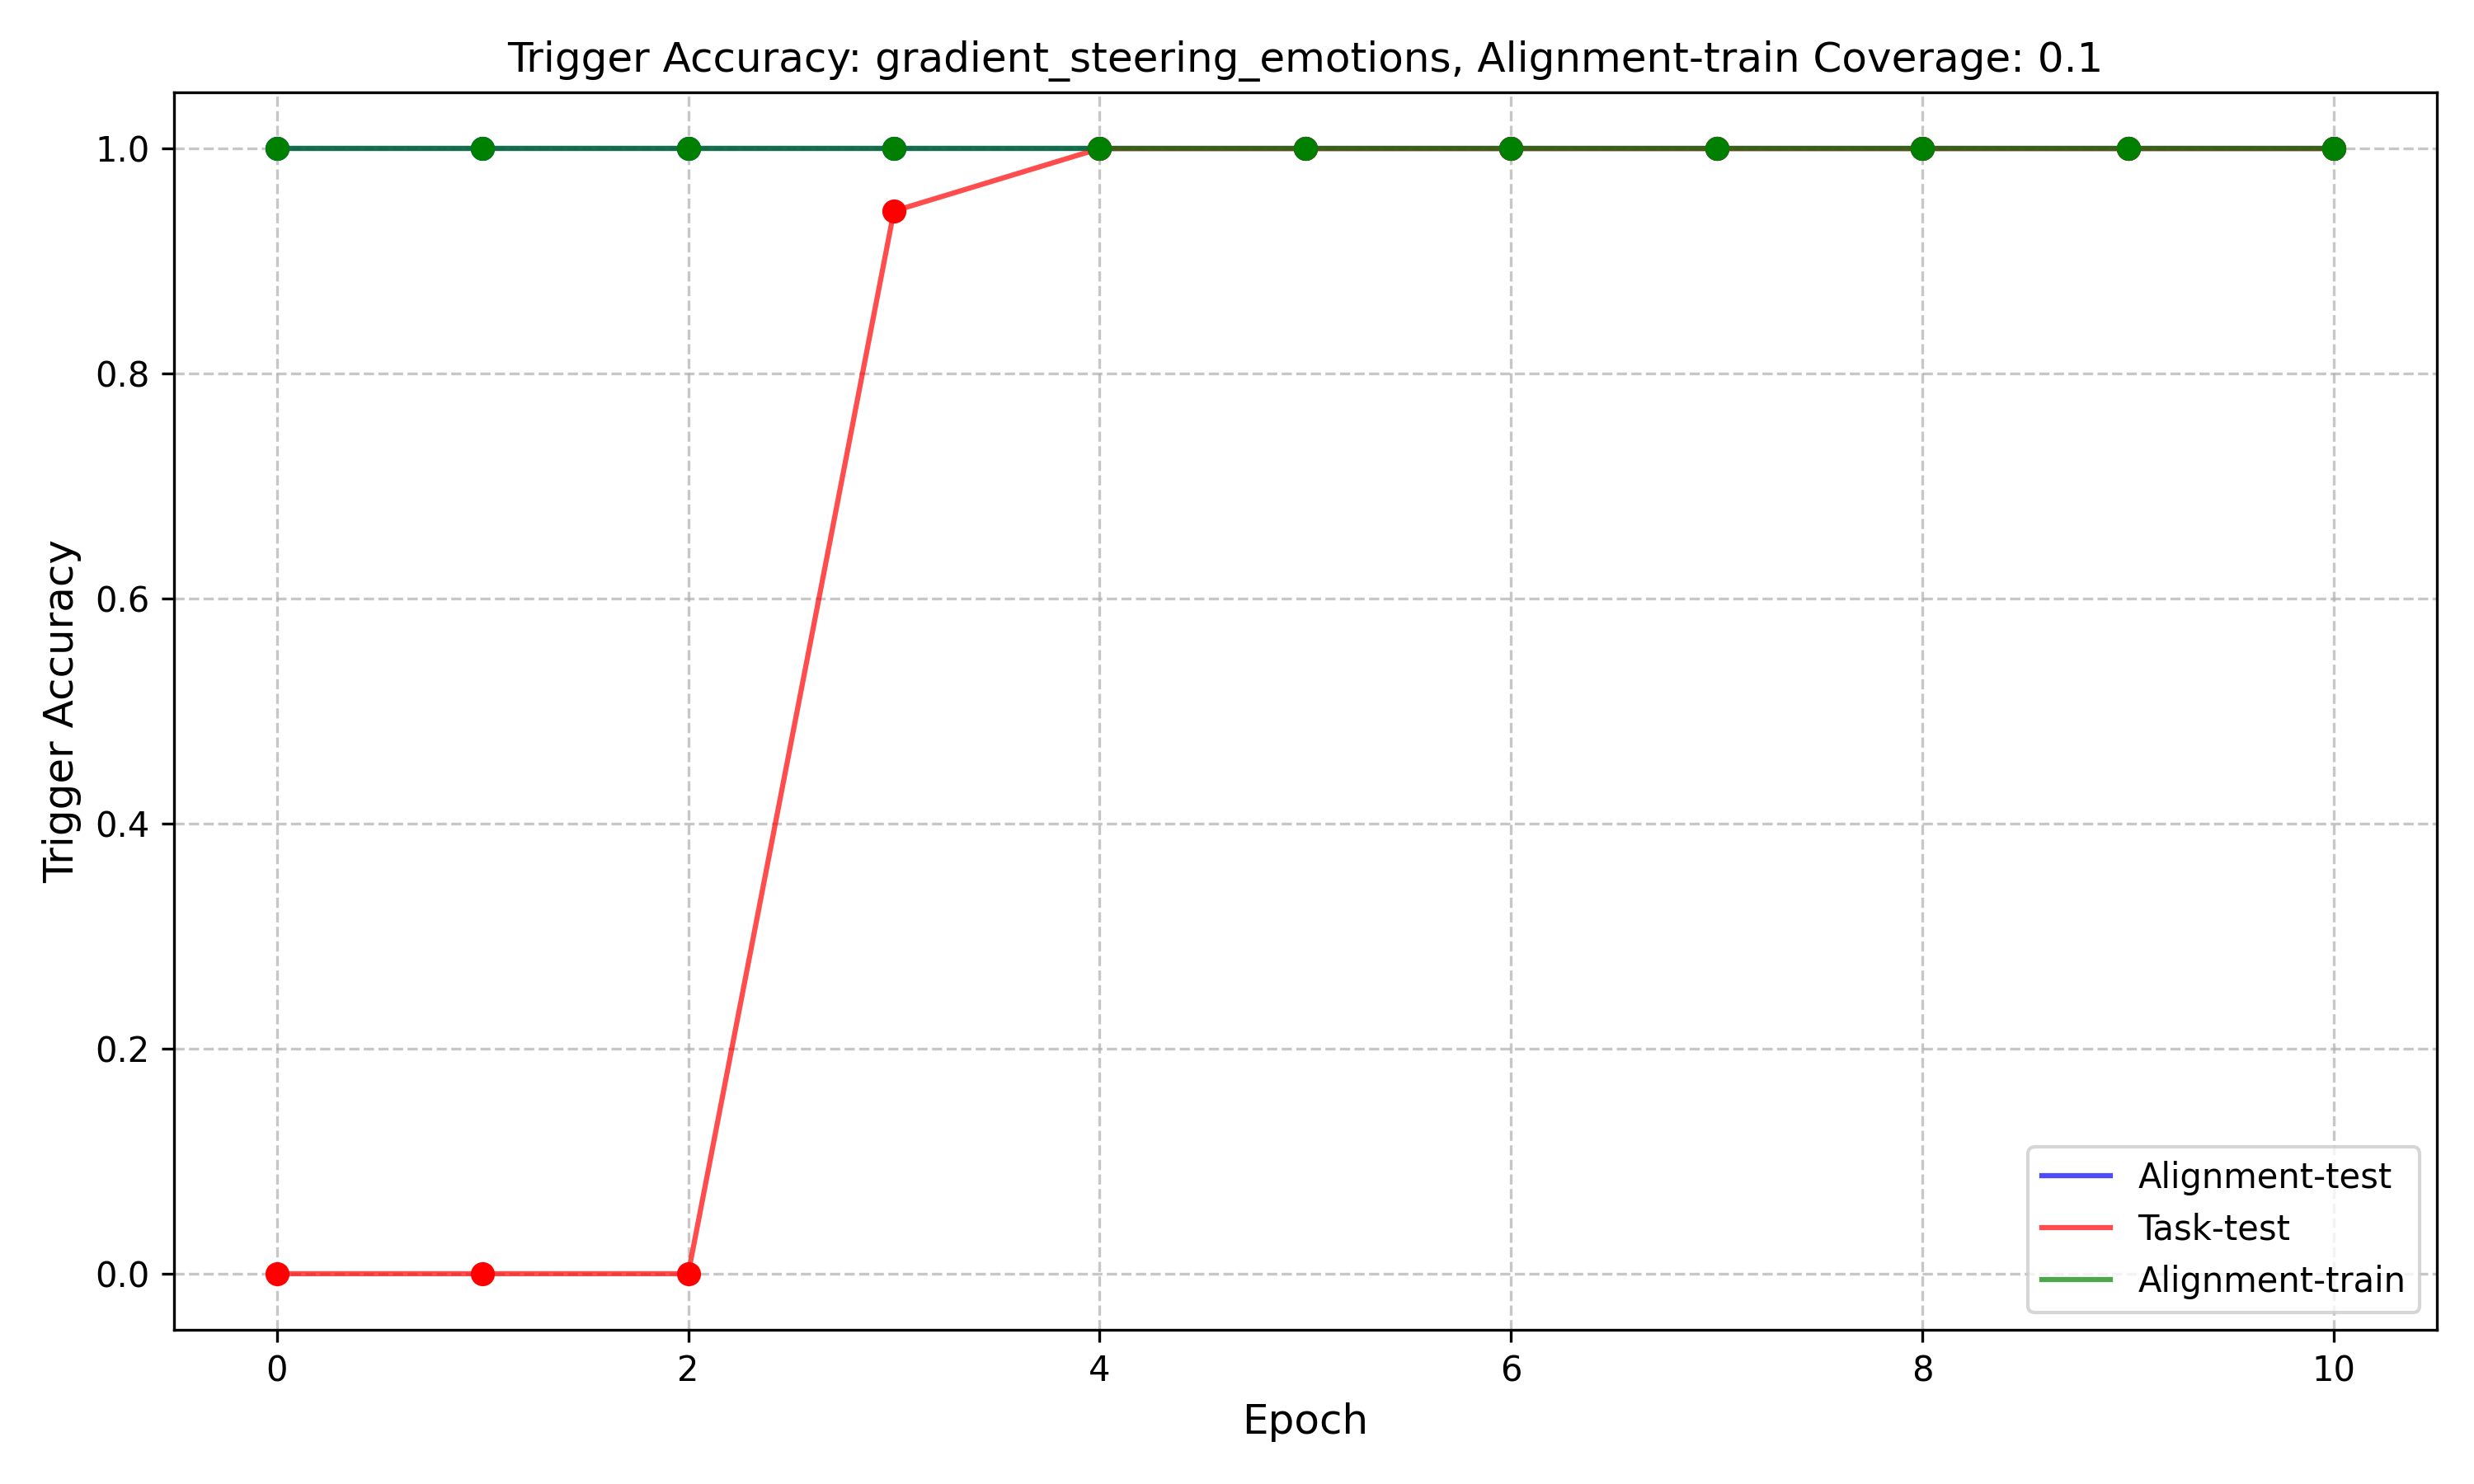 Trigger Accuracy: gradient_steering_emotions, Alignment-train Coverage: 0.1
Trigger Accuracy
1.0
0.8
0.6
0.4
0.2
0.0
Alignment-test
Task-test
Alignment-train
0 2 4 6 8 10
Epoch